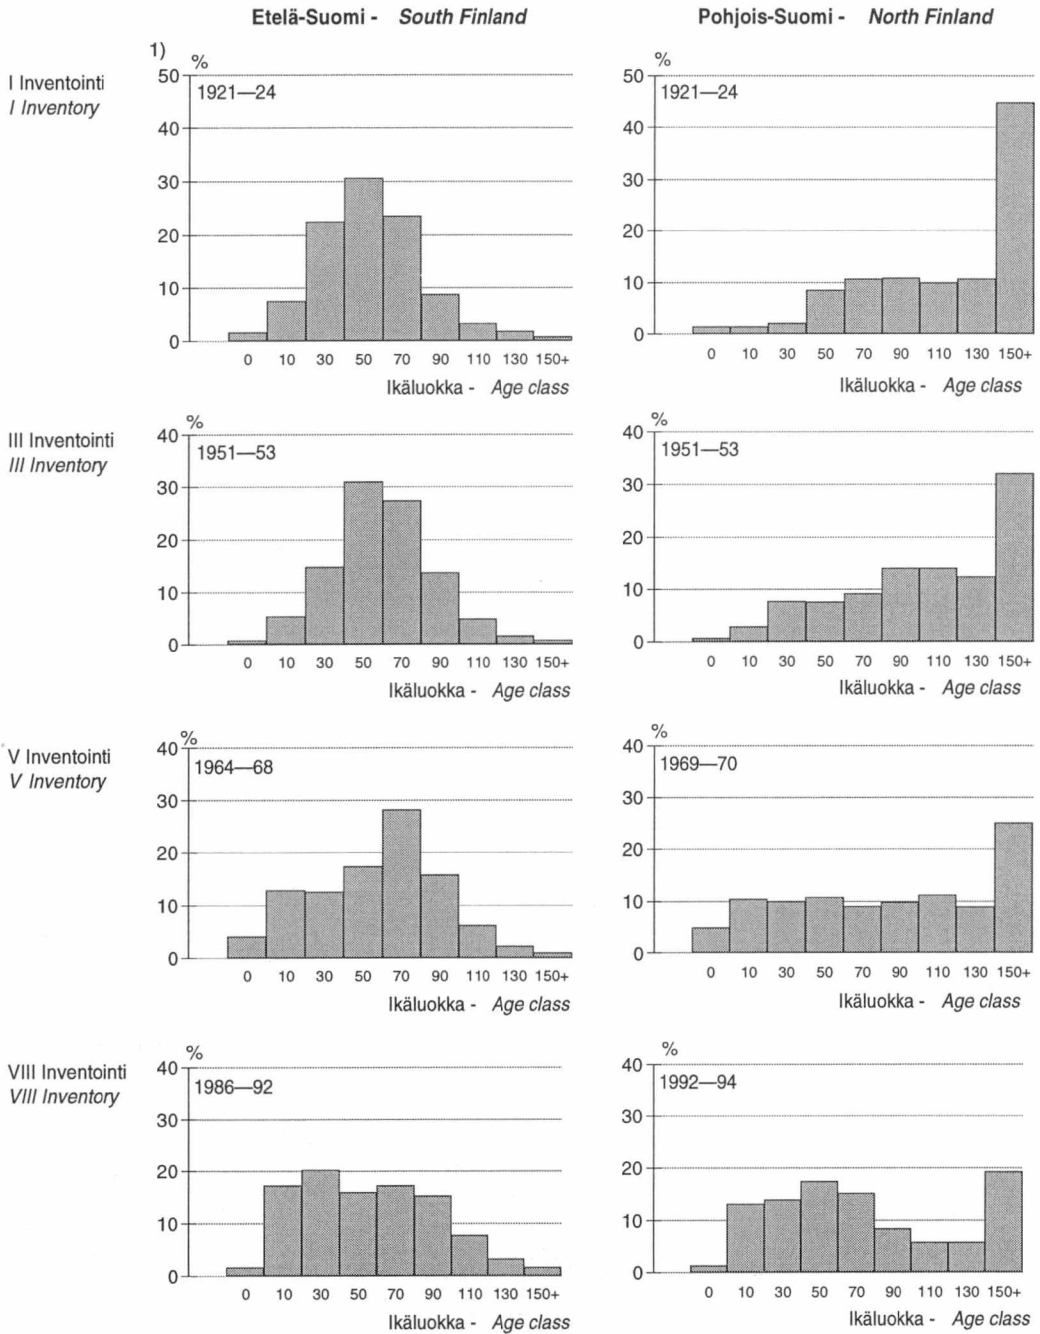 Etelä-Suomi - South Finland
Pohjois-Suomi - North Finland
I Inventointi
I Inventory
1)
%
1921—24
50
40
30
20
10
0
0 10 30 50 70 90 110 130 150+
Ikäluokka - Age class
%
1921—24
50
40
30
20
10
0
0 10 30 50 70 90 110 130 150+
Ikäluokka - Age class
III Inventointi
III Inventory
%
1951—53
40
30
20
10
0
0 10 30 50 70 90 110 130 150+
Ikäluokka - Age class
%
1951—53
40
30
20
10
0
0 10 30 50 70 90 110 130 150+
Ikäluokka - Age class
V Inventointi
V Inventory
%
1964—68
40
30
20
10
0
0 10 30 50 70 90 110 130 150+
Ikäluokka - Age class
%
1969—70
40
30
20
10
0
0 10 30 50 70 90 110 130 150+
Ikäluokka - Age class
VIII Inventointi
VIII Inventory
%
1986—92
40
30
20
10
0
0 10 30 50 70 90 110 130 150+
Ikäluokka - Age class
%
1992—94
40
30
20
10
0
0 10 30 50 70 90 110 130 150+
Ikäluokka - Age class